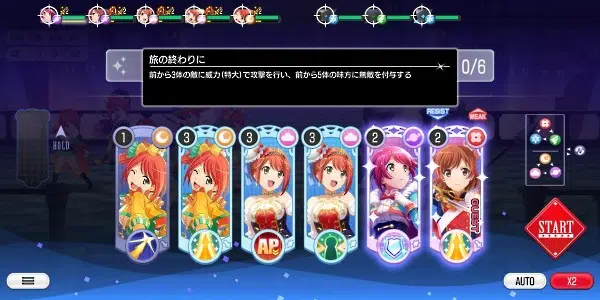 旅の終わりに
前から3体の敵に威力(特大)で攻撃を行い、前から5体の味方に無敵を付与する
0/6
HOLD
RESIST
WEAK
1
3
3
3
2
2
AP
GUEST
START
AUTO
X2